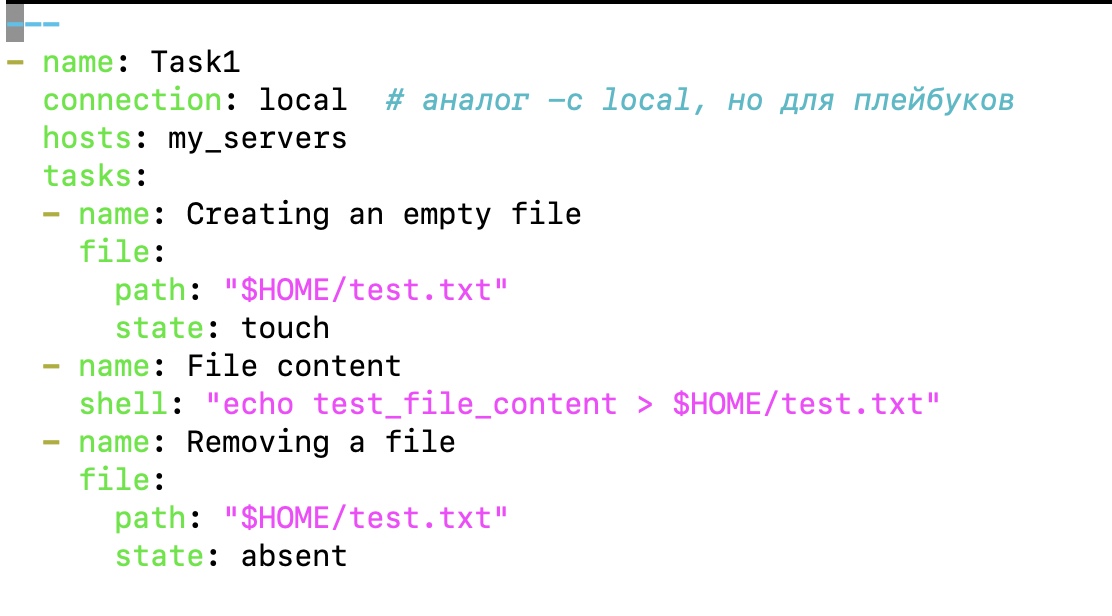 ---
- name: Task1
  connection: local  # аналог -c local, но для плейбуков
  hosts: my_servers
  tasks:
  - name: Creating an empty file
    file:
      path: "$HOME/test.txt"
      state: touch
  - name: File content
    shell: "echo test_file_content > $HOME/test.txt"
  - name: Removing a file
    file:
      path: "$HOME/test.txt"
      state: absent